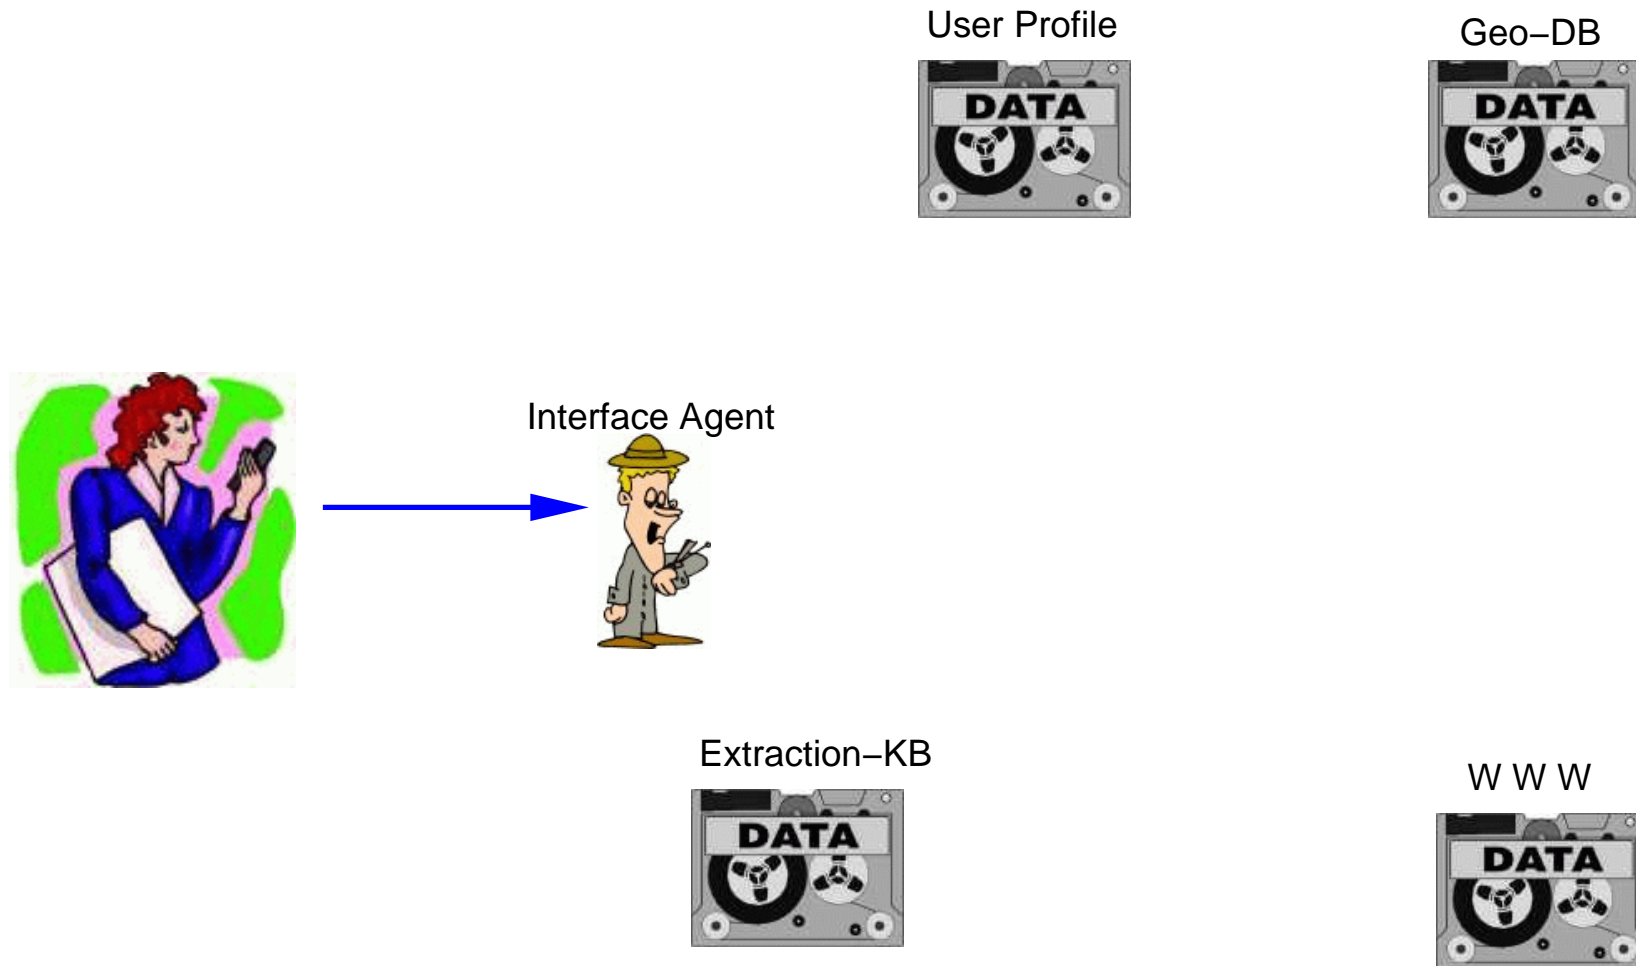 User Profile
Geo–DB
DATA
DATA
Interface Agent
Extraction–KB
W W W
DATA
DATA